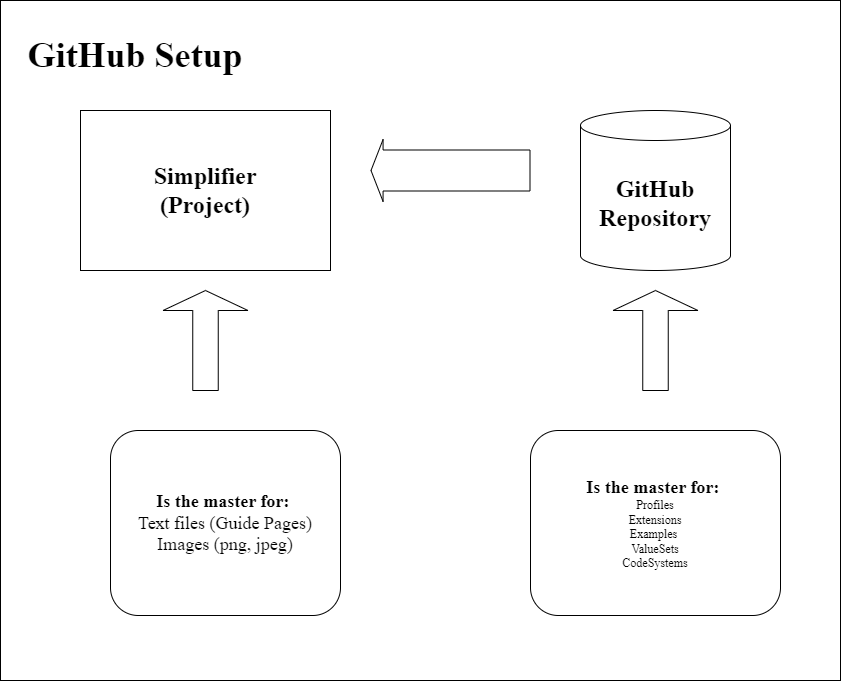 GitHub Setup
Simplifier
(Project)
GitHub
Repository
Is the master for:
Text files (Guide Pages)
Images (png, jpeg)
Is the master for:
Profiles
Extensions
Examples
ValueSets
CodeSystems